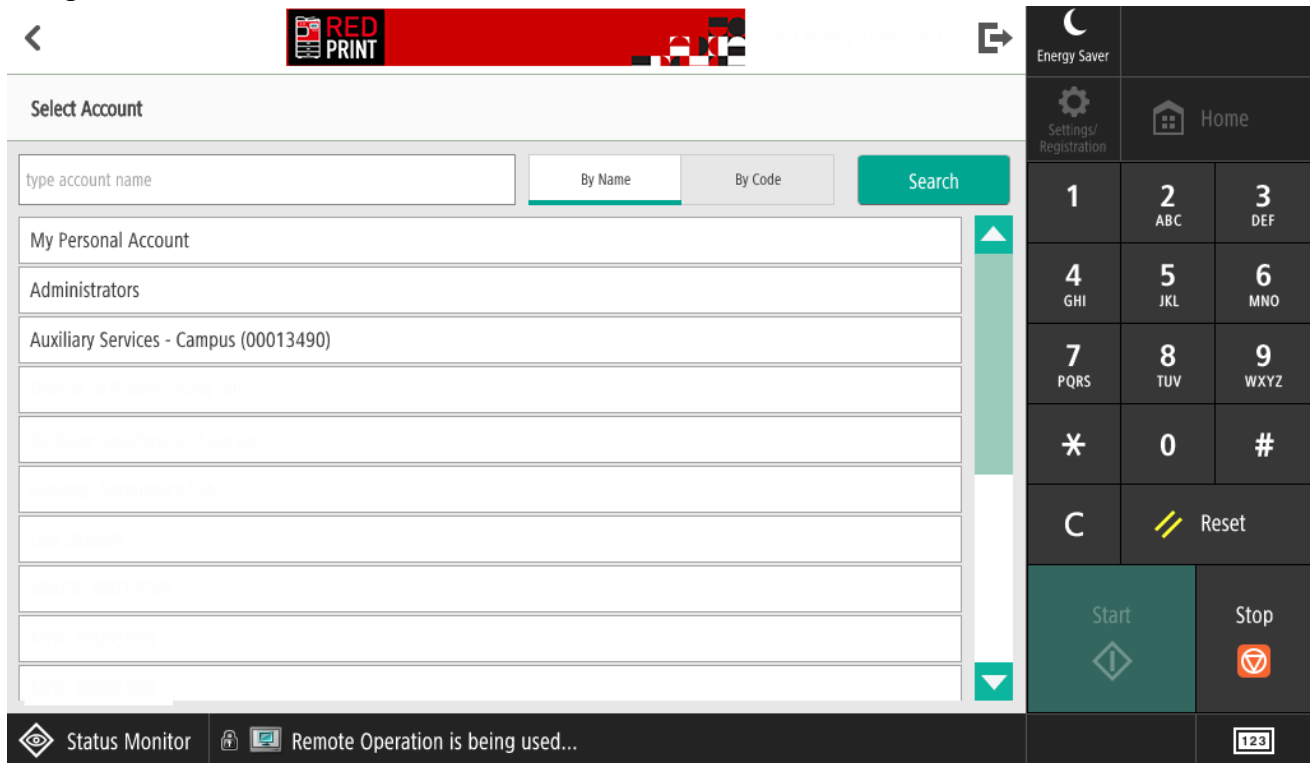 RED
PRINT
Energy Saver
Select Account
Settings/
Registration
Home
type account name
By Name
By Code
Search
My Personal Account
Administrators
Auxiliary Services - Campus (00013490)
1
2
ABC
3
DEF
4
GHI
5
JKL
6
MNO
7
PQRS
8
TUV
9
WXYZ
0
#
C
Reset
Start
Stop
Status Monitor
Remote Operation is being used...
123